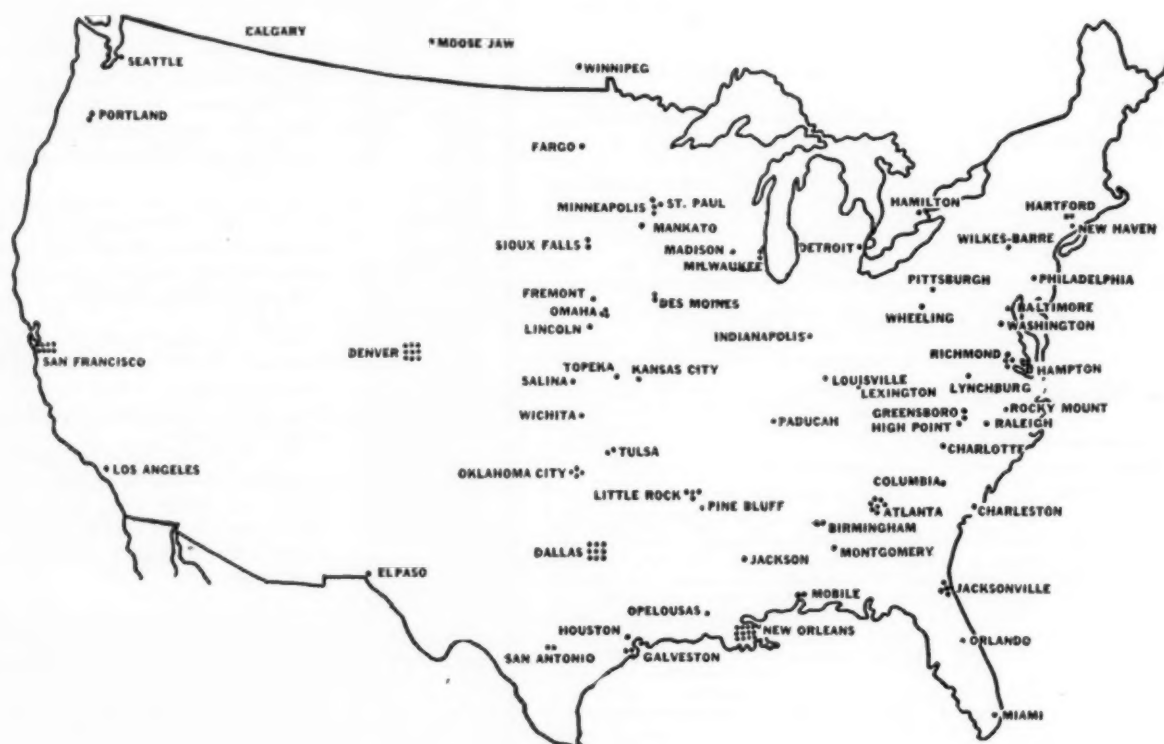 CALGARY
MOOSE JAW
WINNIPEG
SEATTLE
PORTLAND
FARGO
MINNEAPOLIS
ST. PAUL
HAMILTON
HARTFORD
MANKATO
NEW HAVEN
SIOUX FALLS
MADISON
DETROIT
WILKES-BARRE
MILWAUKEE
PITTSBURGH
PHILADELPHIA
FREMONT
DES MOINES
OMAHA
WHEELING
BALTIMORE
LINCOLN
INDIANAPOLIS
WASHINGTON
SAN FRANCISCO
DENVER
RICHMOND
TOPEKA
KANSAS CITY
HAMPTON
SALINA
LOUISVILLE
LYNCHBURG
LEXINGTON
WICHITA
PADUCAH
GREENSBORO
ROCKY MOUNT
HIGH POINT
RALEIGH
TULSA
CHARLOTTE
LOS ANGELES
OKLAHOMA CITY
COLUMBIA
LITTLE ROCK
PINE BLUFF
ATLANTA
CHARLESTON
BIRMINGHAM
DALLAS
JACKSON
MONTGOMERY
ELPASO
JACKSONVILLE
MOBILE
OPELOUSAS
HOUSTON
NEW ORLEANS
ORLANDO
SAN ANTONIO
GALVESTON
MIAMI